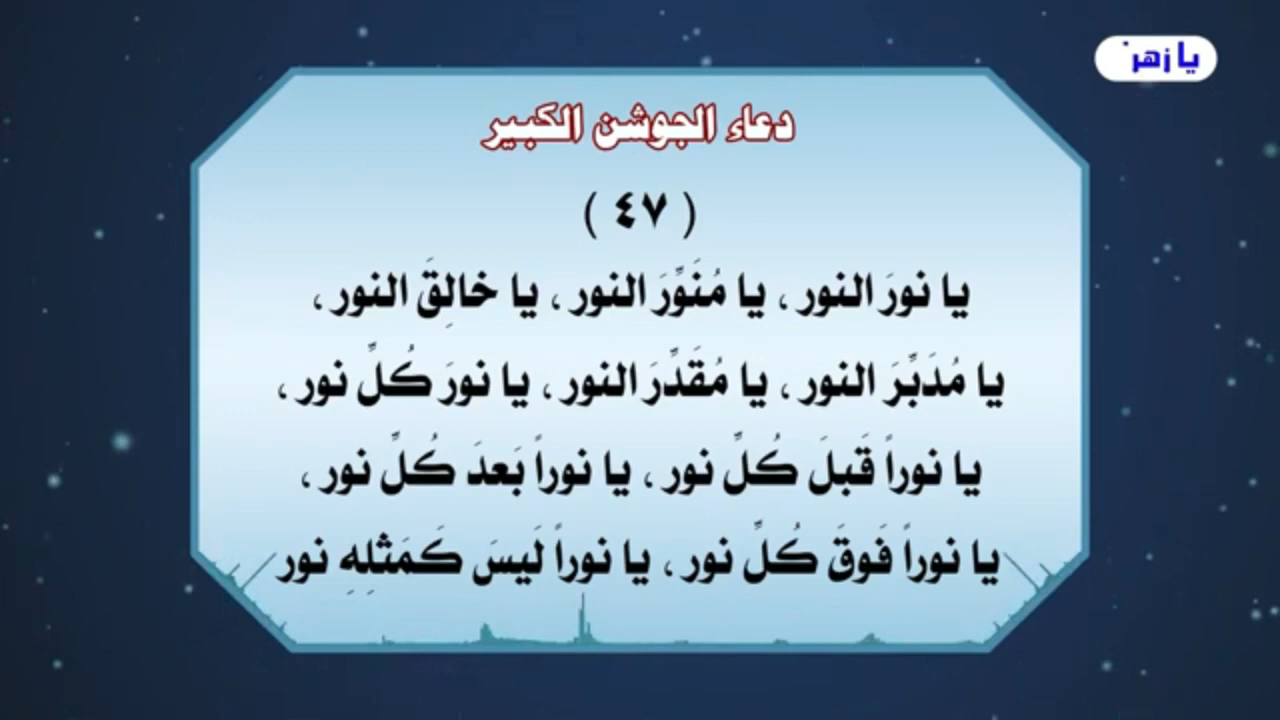 يا زهر
دعاء الجوشن الكبير
( ٤٧ )
يا نورَ النور ، يا مُنَوِّرَ النور ، يا خالِقَ النور ،
يا مُدَبِّرَ النور ، يا مُقَدِّرَ النور ، يا نورَ كُلِّ نور ،
يا نوراً قَبلَ كُلِّ نور ، يا نوراً بَعدَ كُلِّ نور ،
يا نوراً فَوقَ كُلِّ نور ، يا نوراً لَيسَ كَمَثلِهِ نور